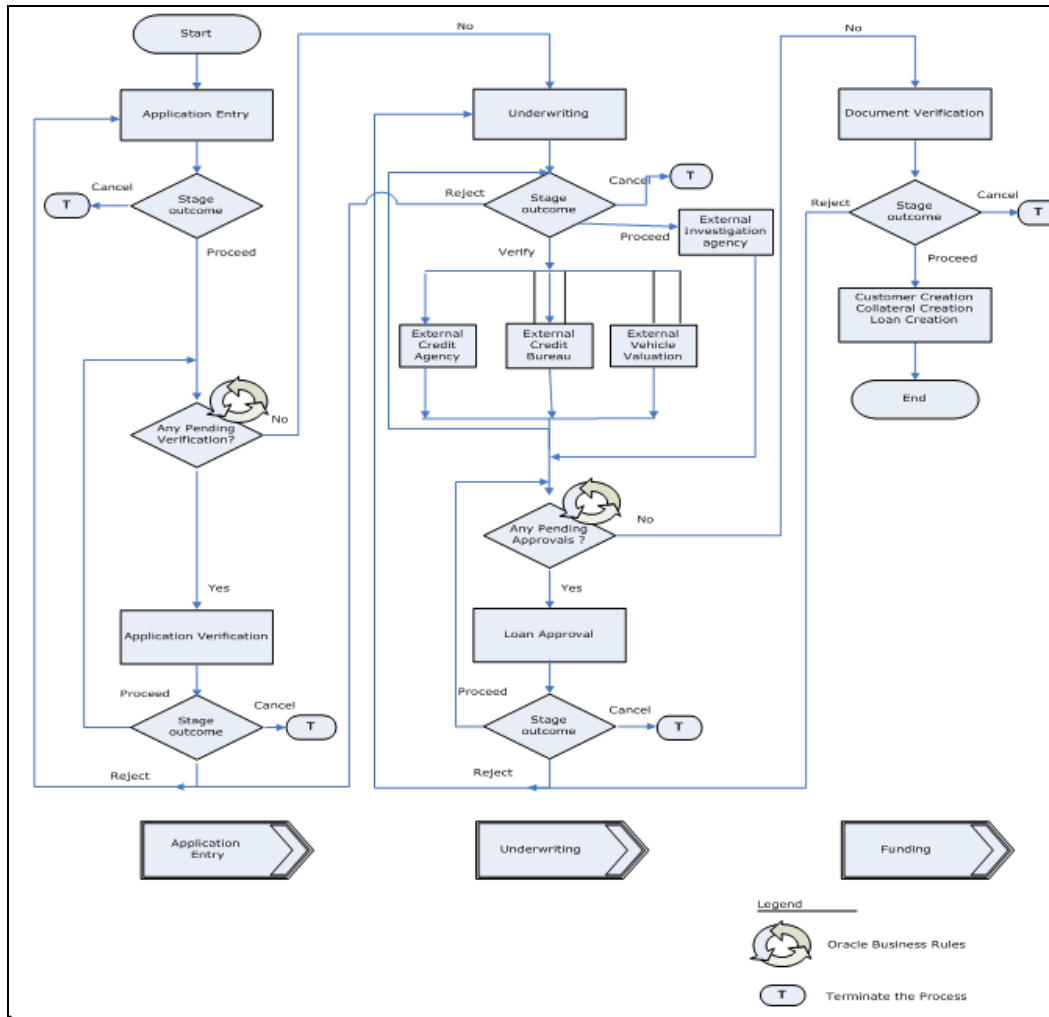 Start
No
Application Entry
Cancel
T
Stage
outcome
Proceed
Any Pending
Verification?
No
Yes
Application Verification
Proceed
Stage
outcome
Cancel
T
Reject
Underwriting
Reject
Stage
outcome
Cancel
T
Proceed
External
Investigation
agency
Verify
External
Credit
Agency
External
Credit
Bureau
External
Vehicle
Valuation
Any Pending
Approvals ?
No
Yes
Loan Approval
Proceed
Stage
outcome
Cancel
T
Reject
No
Document Verification
Reject
Stage
outcome
Cancel
T
Proceed
Customer Creation
Collateral Creation
Loan Creation
End
Application
Entry
Underwriting
Funding
Legend
Oracle Business Rules
T
Terminate the Process